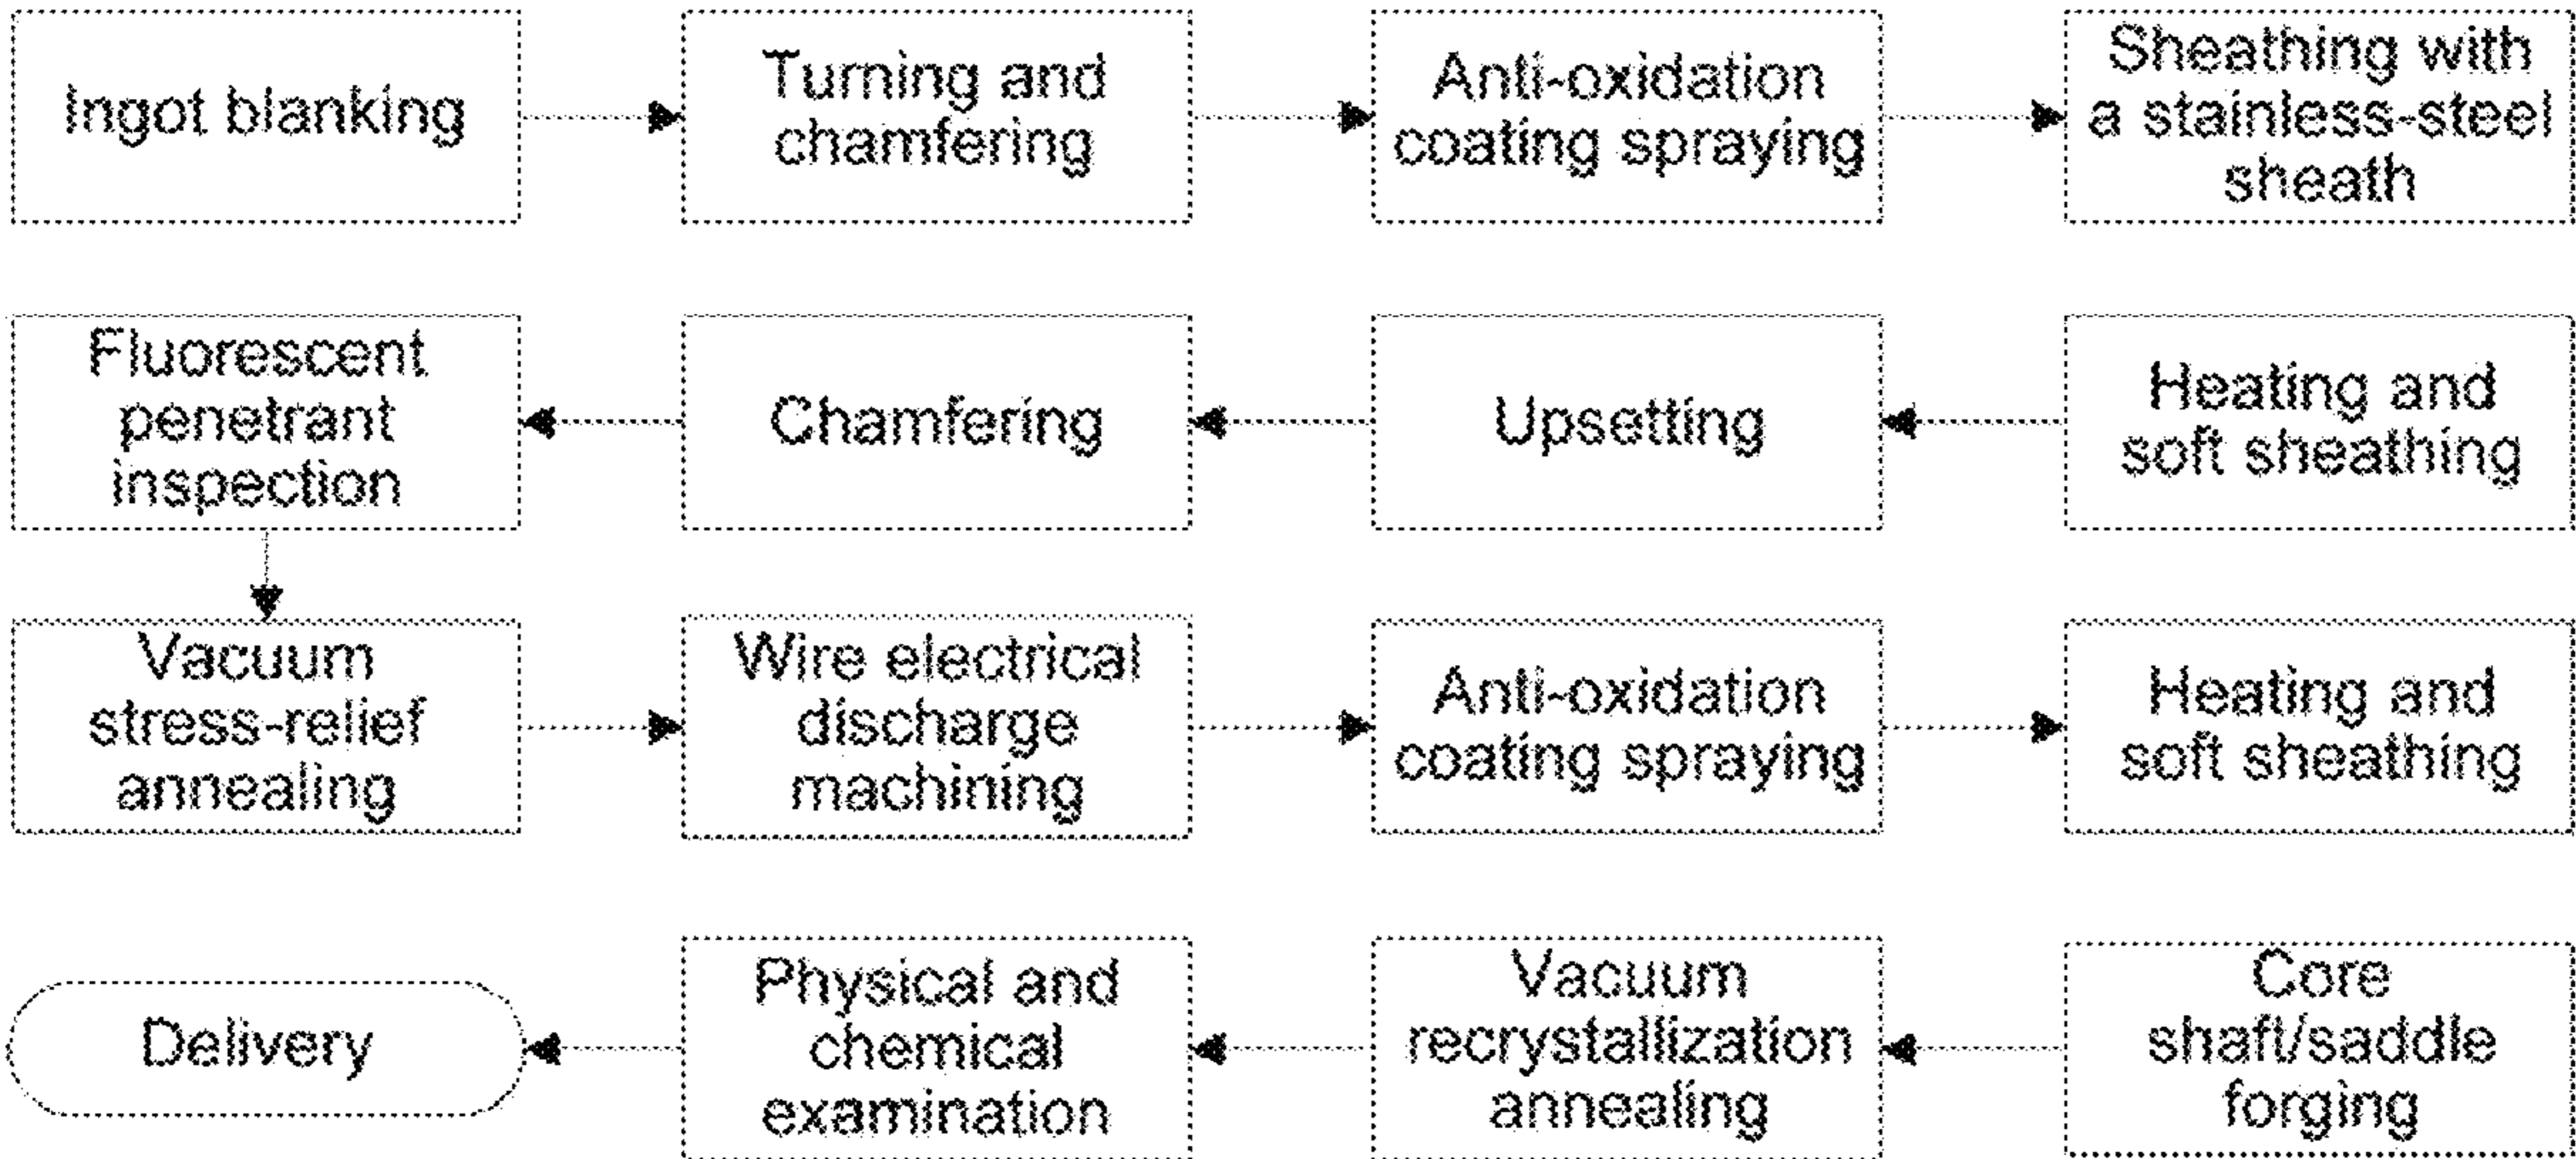 Ingot blanking
Turning and
chamfering
Anti-oxidation
coating spraying
Sheathing with
a stainless-steel
sheath
Heating and
soft sheathing
Upsetting
Chamfering
Fluorescent
penetrant
inspection
Vacuum
stress-relief
annealing
Wire electrical
discharge
machining
Anti-oxidation
coating spraying
Heating and
soft sheathing
Core
shaft/saddle
forging
Vacuum
recrystallization
annealing
Physical and
chemical
examination
Delivery